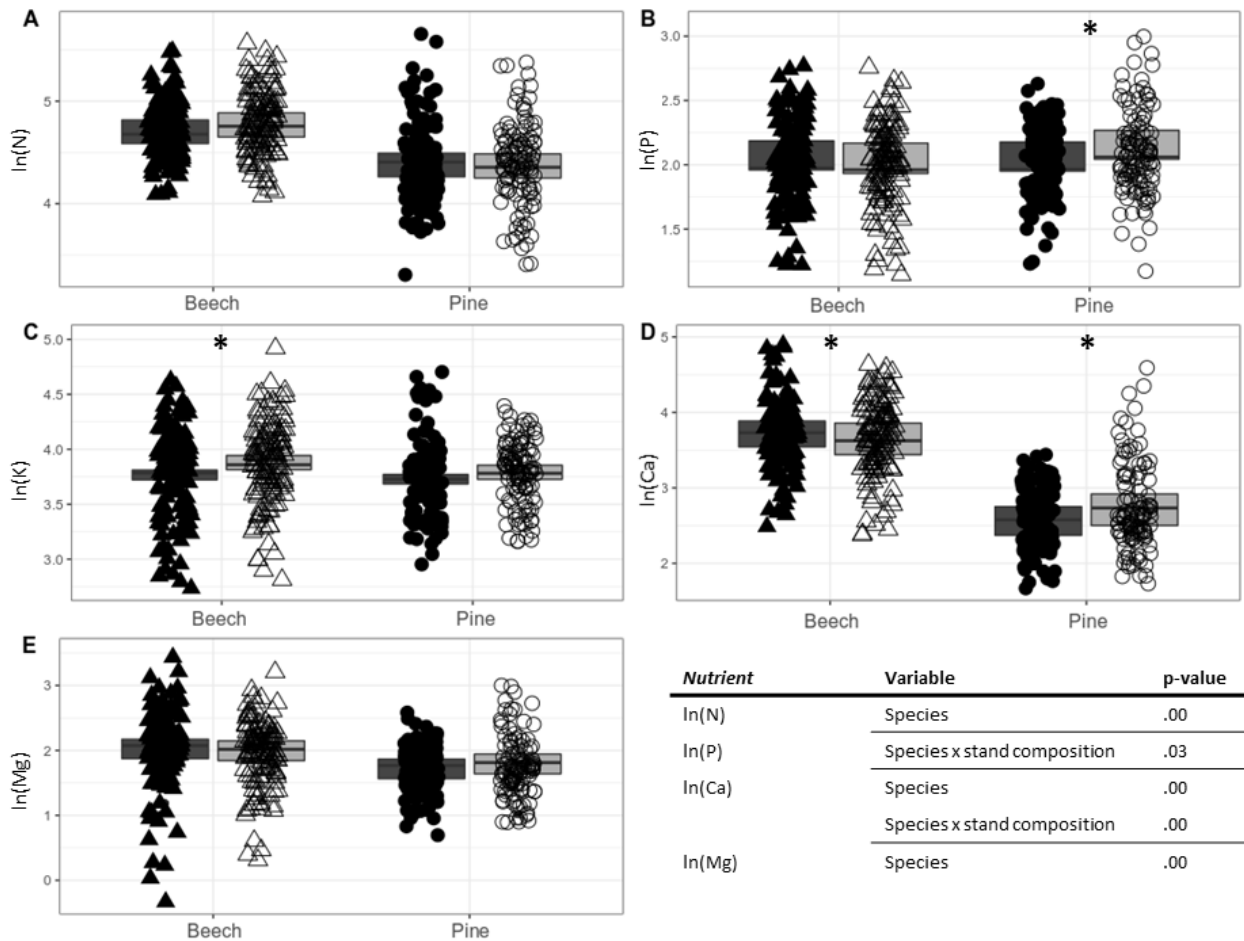 A
ln(N)
5
4
Beech
Pine
B
*
ln(P)
3.0
2.5
2.0
1.5
Beech
Pine
C
*
ln(K)
5.0
4.5
4.0
3.5
3.0
Beech
Pine
D
* *
ln(Ca)
5
4
3
2
Beech
Pine
E
ln(Mg)
3
2
1
0
Beech
Pine
Nutrient Variable p-value
ln(N) Species .00
ln(P) Species x stand composition .03
ln(Ca) Species .00
Species x stand composition .00
ln(Mg) Species .00